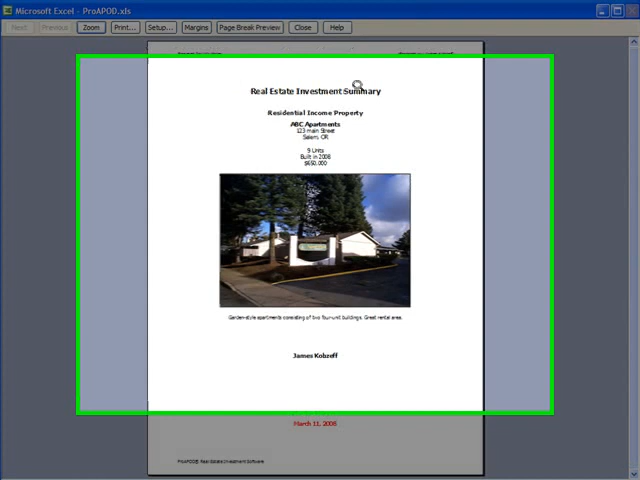 Microsoft Excel - ProAPOD.xls
Next Previous Zoom Print... Setup... Margins Page Break Preview Close Help
Real Estate Investment Summary
Residential Income Property
ABC Apartments
123 main Street
Salem, OR
9 Units
Built in 2008
$650,000
Garden-style apartments consisting of two four-unit buildings. Great rental area.
James Kobzeff
March 11, 2008
ProAPOD® Real Estate Investment Software